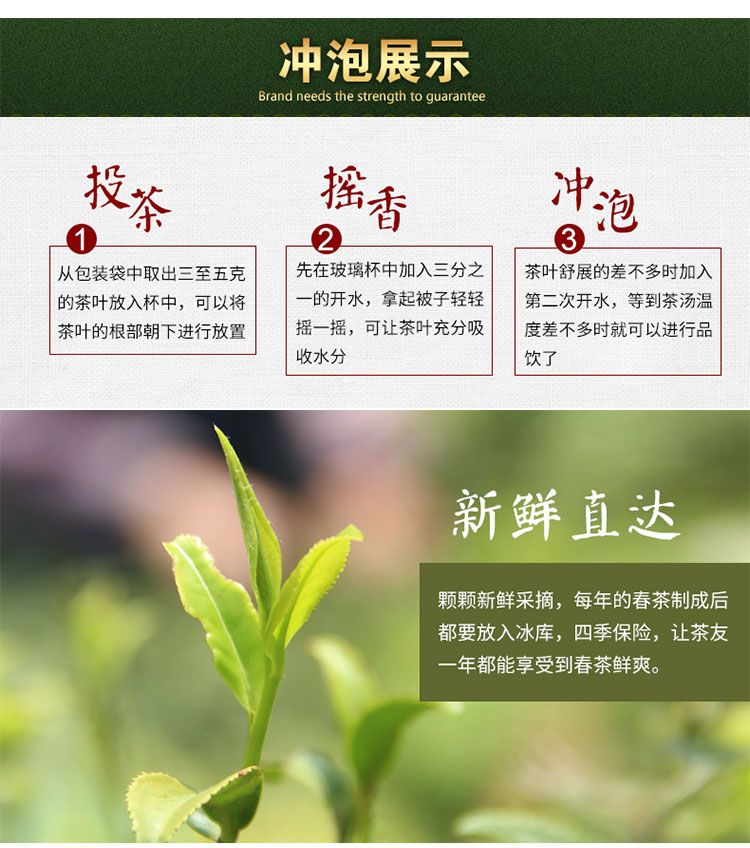 冲泡展示
Brand needs the strength to guarantee
投茶
1
从包装袋中取出三至五克
的茶叶放入杯中，可以将
茶叶的根部朝下进行放置
摇香
2
先在玻璃杯中加入三分之
一的开水，拿起被子轻轻
摇一摇，可让茶叶充分吸
收水分
冲泡
3
茶叶舒展的差不多时加入
第二次开水，等到茶汤温
度差不多时就可以进行品
饮了
新鲜直达
颗颗新鲜采摘，每年的春茶制成后
都要放入冰库，四季保险，让茶友
一年都能享受到春茶鲜爽。